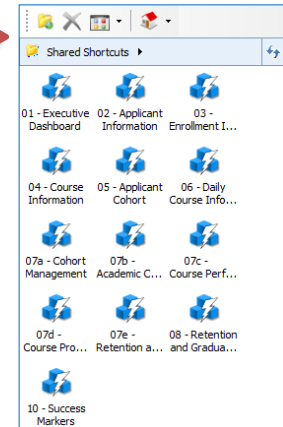 Shared Shortcuts
01 - Executive Dashboard
02 - Applicant Information
03 - Enrollment I...
04 - Course Information
05 - Applicant Cohort
06 - Daily Course Info...
07a - Cohort Management
07b - Academic C...
07c - Course Perf...
07d - Course Pro...
07e - Retention a...
08 - Retention and Gradua...
10 - Success Markers